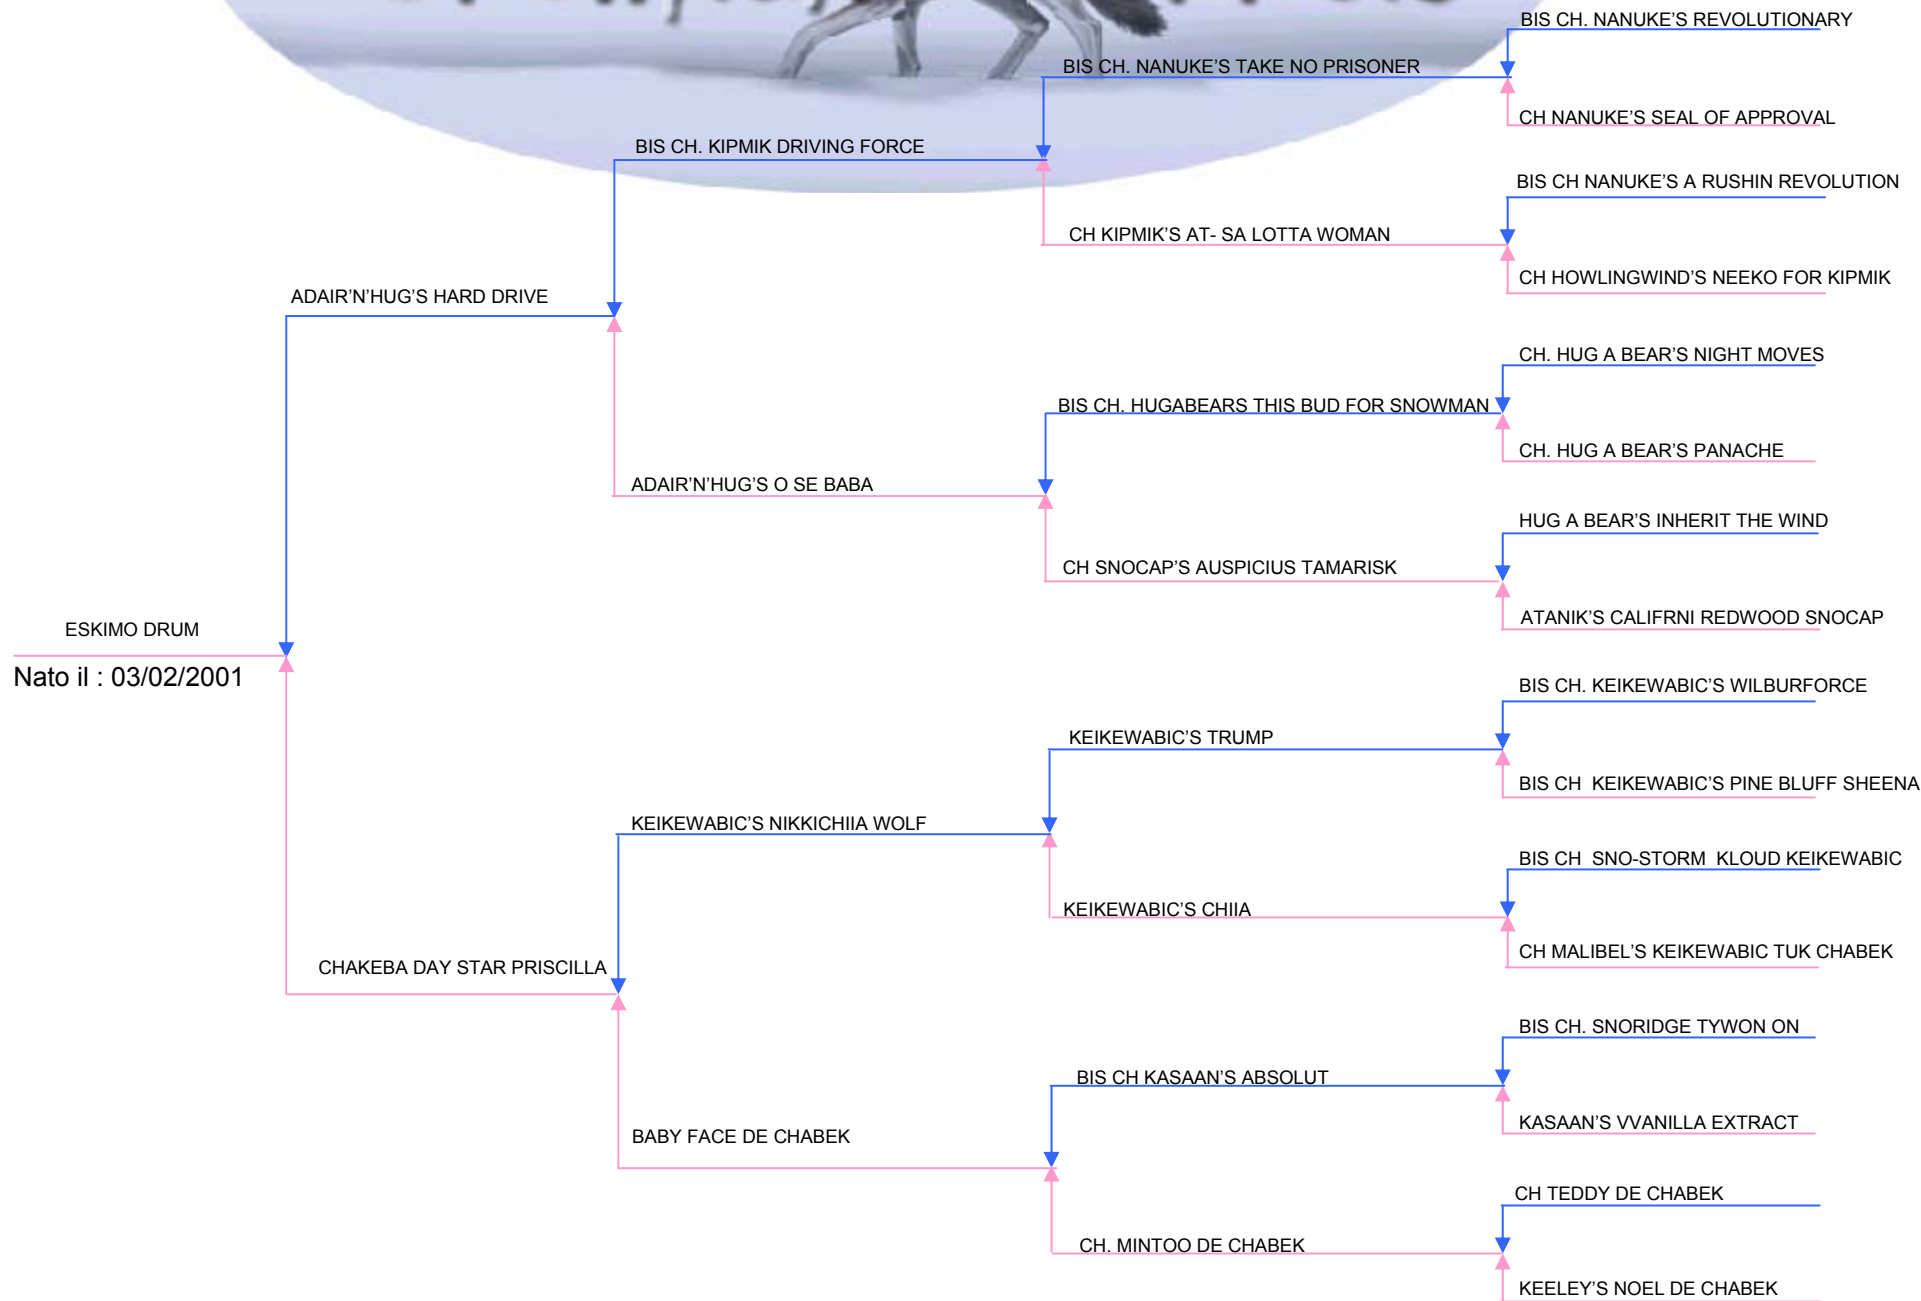 BIS CH. NANUKE'S REVOLUTIONARY
BIS CH. NANUKE'S TAKE NO PRISONER
CH NANUKE'S SEAL OF APPROVAL
BIS CH. KIPMIK DRIVING FORCE
BIS CH NANUKE'S A RUSHIN REVOLUTION
CH KIPMIK'S AT- SA LOTTA WOMAN
CH HOWLINGWIND'S NEEKO FOR KIPMIK
ADAIR'N'HUG'S HARD DRIVE
CH. HUG A BEAR'S NIGHT MOVES
BIS CH. HUGABEARS THIS BUD FOR SNOWMAN
CH. HUG A BEAR'S PANACHE
ADAIR'N'HUG'S O SE BABA
HUG A BEAR'S INHERIT THE WIND
CH SNOCAP'S AUSPICIUS TAMARISK
ATANIK'S CALIFRNI REDWOOD SNOCAP
ESKIMO DRUM
Nato il : 03/02/2001
BIS CH. KEIKEWABIC'S WILBURFORCE
KEIKEWABIC'S TRUMP
BIS CH  KEIKEWABIC'S PINE BLUFF SHEENA
KEIKEWABIC'S NIKKICHIIA WOLF
BIS CH  SNO-STORM  KLOUD KEIKEWABIC
KEIKEWABIC'S CHIIA
CH MALIBEL'S KEIKEWABIC TUK CHABEK
CHAKEBA DAY STAR PRISCILLA
BIS CH. SNORIDGE TYWON ON
BIS CH KASAAN'S ABSOLUT
KASAAN'S VVANILLA EXTRACT
BABY FACE DE CHABEK
CH TEDDY DE CHABEK
CH. MINTOO DE CHABEK
KEELEY'S NOEL DE CHABEK